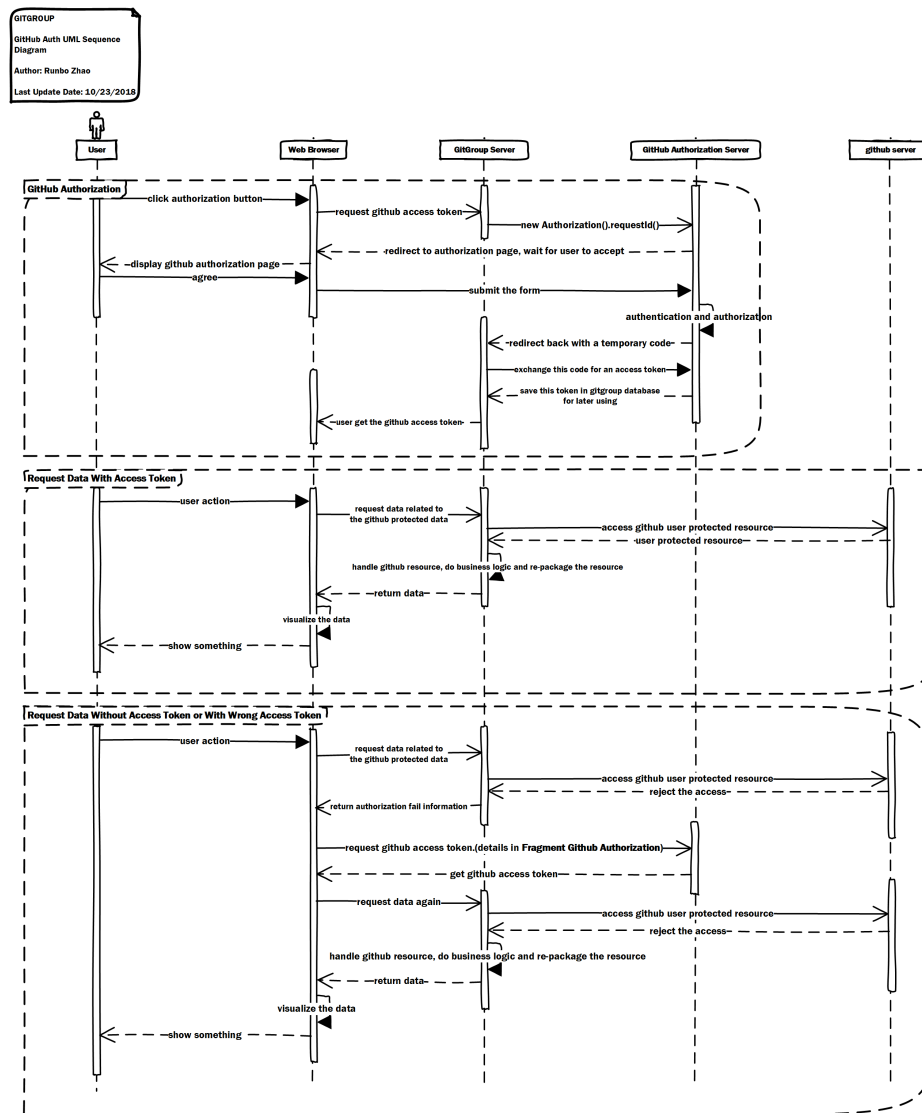 GITGROUP
GitHub Auth UML Sequence
Diagram
Author: Runbo Zhao
Last Update Date: 10/23/2018
User
Web Browser
GitGroup Server
GitHub Authorization Server
github server
GitHub Authorization
click authorization button
request github access token
new Authorization().requestId()
redirect to authorization page, wait for user to accept
display github authorization page
agree
submit the form
authentication and authorization
redirect back with a temporary code
exchange this code for an access token
save this token in gitgroup database
for later using
user get the github access token
Request Data With Access Token
user action
request data related to
the github protected data
access github user protected resource
user protected resource
handle github resource, do business logic and re-package the resource
return data
visualize the data
show something
Request Data Without Access Token or With Wrong Access Token
user action
request data related to
the github protected data
access github user protected resource
reject the access
return authorization fail information
request github access token.(details in Fragment Github Authorization)
get github access token
request data again
access github user protected resource
reject the access
handle github resource, do business logic and re-package the resource
return data
visualize the data
show something